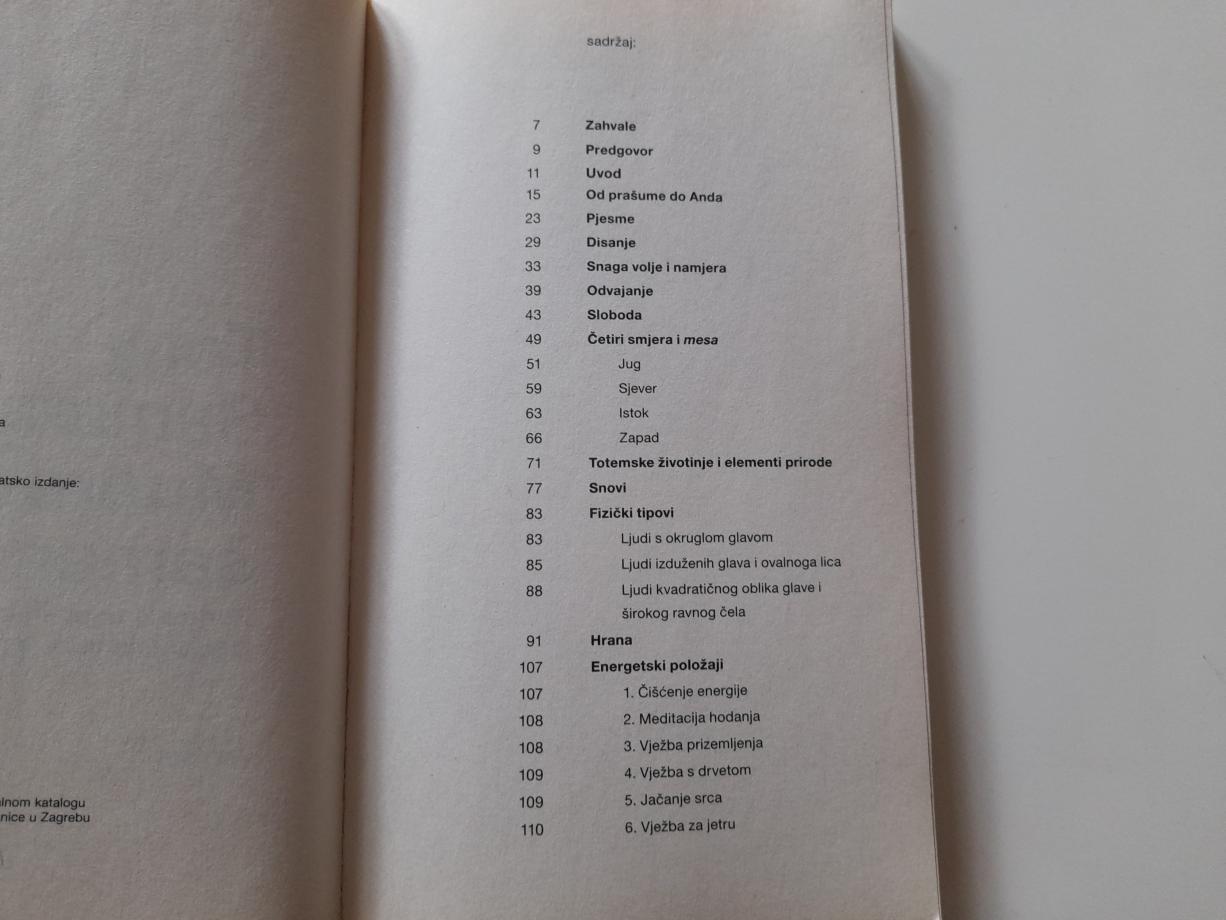 a
atsko izdanje:
lnom katalogu
nice u Zagrebu
sadržaj:
7 Zahvale
9 Predgovor
11 Uvod
15 Od prašume do Anda
23 Pjesme
29 Disanje
33 Snaga volje i namjera
39 Odvajanje
43 Sloboda
49 Četiri smjera i mesa
51 Jug
59 Sjever
63 Istok
66 Zapad
71 Totemske životinje i elementi prirode
77 Snovi
83 Fizički tipovi
83 Ljudi s okruglom glavom
85 Ljudi izduženih glava i ovalnoga lica
88 Ljudi kvadratičnog oblika glave i
širokog ravnog čela
91 Hrana
107 Energetski položaji
107 1. Čišćenje energije
108 2. Meditacija hodanja
108 3. Vježba prizemljenja
109 4. Vježba s drvetom
109 5. Jačanje srca
110 6. Vježba za jetru